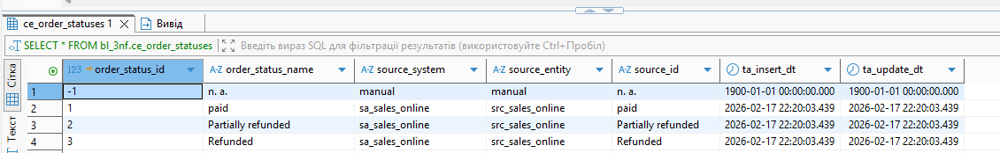 ce_order_statuses 1 Вивід
SELECT * FROM bl_3nf.ce_order_statuses Введіть вираз SQL для фільтрації результатів (використовуйте Ctrl+Пробіл)
Сітка
Текст
123 order_status_id A-Z order_status_name A-Z source_system A-Z source_entity A-Z source_id ta_insert_dt ta_update_dt
1 -1 n. a. manual manual n. a. 1900-01-01 00:00:00.000 1900-01-01 00:00:00.000
2 1 paid sa_sales_online src_sales_online paid 2026-02-17 22:20:03.439 2026-02-17 22:20:03.439
3 2 Partially refunded sa_sales_online src_sales_online Partially refunded 2026-02-17 22:20:03.439 2026-02-17 22:20:03.439
4 3 Refunded sa_sales_online src_sales_online Refunded 2026-02-17 22:20:03.439 2026-02-17 22:20:03.439